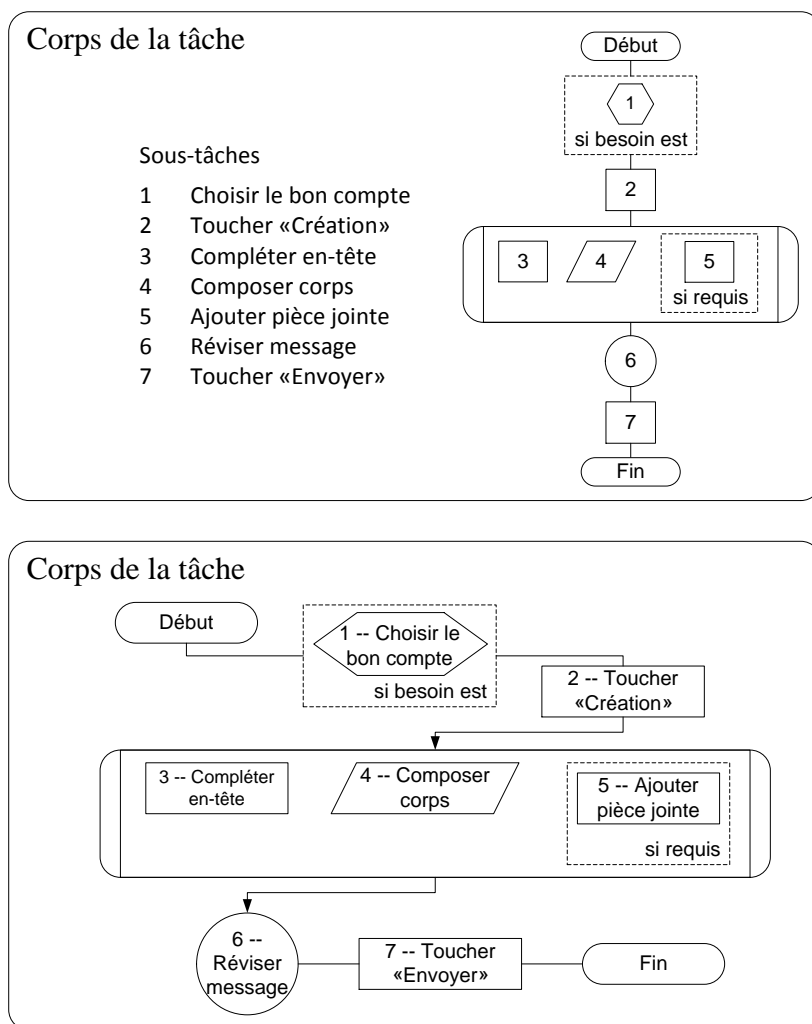 Corps de la tâche
Début
1
si besoin est
Sous-tâches
1 Choisir le bon compte
2 Toucher «Création»
3 Compléter en-tête
4 Composer corps
5 Ajouter pièce jointe
6 Réviser message
7 Toucher «Envoyer»
2
3 4 5
si requis
6
7
Fin
Corps de la tâche
Début
1 -- Choisir le
bon compte
si besoin est
2 -- Toucher
«Création»
3 -- Compléter
en-tête
4 -- Composer
corps
5 -- Ajouter
pièce jointe
si requis
6 --
Réviser
message
7 -- Toucher
«Envoyer»
Fin